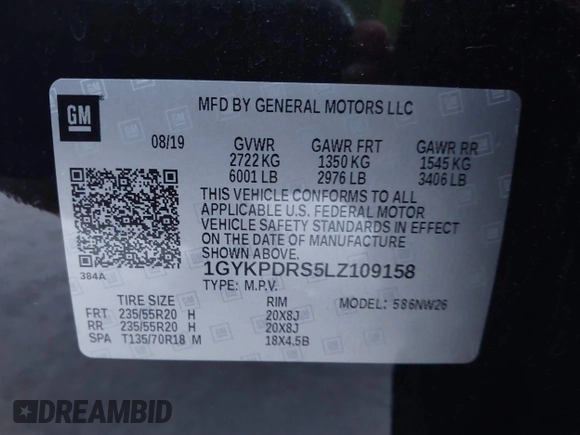 GM
MFD BY GENERAL MOTORS LLC
08/19 GVWR GAWR FRT GAWR RR
2722 KG 1350 KG 1545 KG
6001 LB 2976 LB 3406 LB
THIS VEHICLE CONFORMS TO ALL
APPLICABLE U.S. FEDERAL MOTOR
VEHICLE SAFETY STANDARDS IN EFFECT
ON THE DATE OF MANUFACTURE
SHOWN ABOVE.
384A
1GYKPDRS5LZ109158
TYPE: M.P.V.
TIRE SIZE RIM MODEL: 586NW26
FRT 235/55R20 H 20X8J
RR 235/55R20 H 20X8J
SPA T135/70R18 M 18X4.5B
DREAMBID